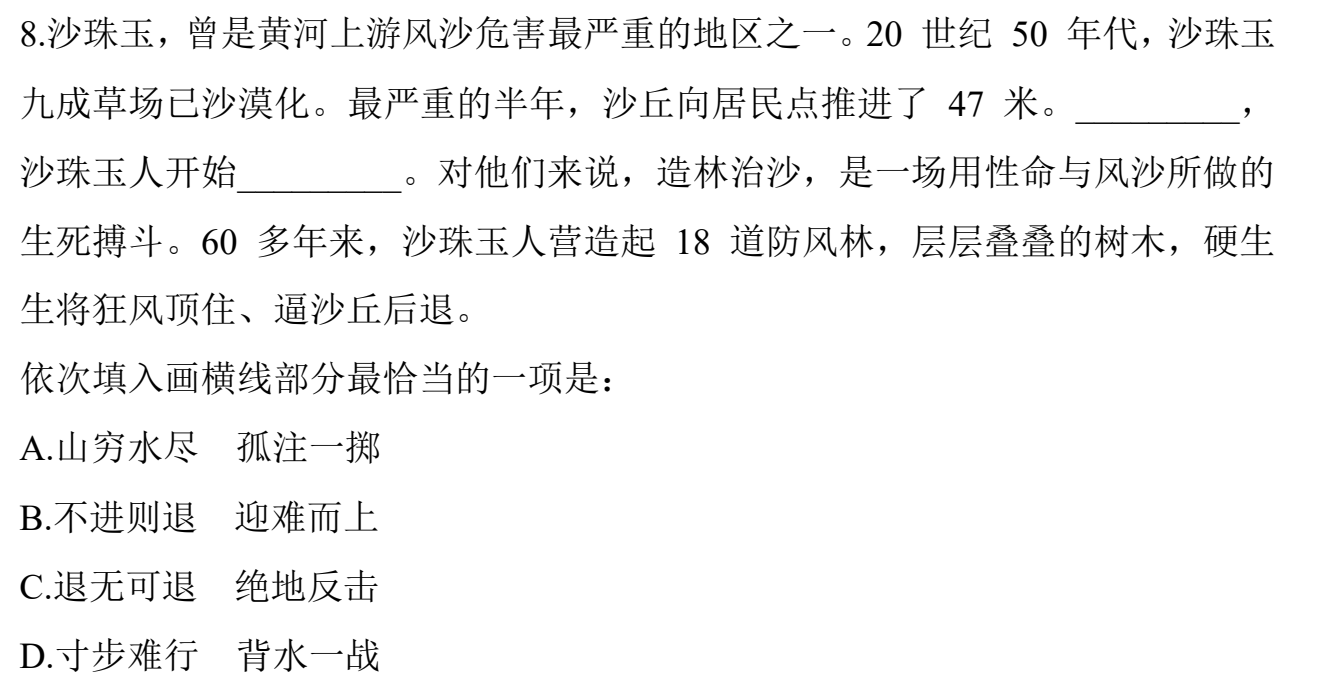 8.沙珠玉，曾是黄河上游风沙危害最严重的地区之一。20 世纪 50 年代，沙珠玉
九成草场已沙漠化。最严重的半年，沙丘向居民点推进了 47 米。_________，
沙珠玉人开始_________。对他们来说，造林治沙，是一场用性命与风沙所做的
生死搏斗。60 多年来，沙珠玉人营造起 18 道防风林，层层叠叠的树木，硬生
生将狂风顶住、逼沙丘后退。
依次填入画横线部分最恰当的一项是：
A.山穷水尽　孤注一掷
B.不进则退　迎难而上
C.退无可退　绝地反击
D.寸步难行　背水一战